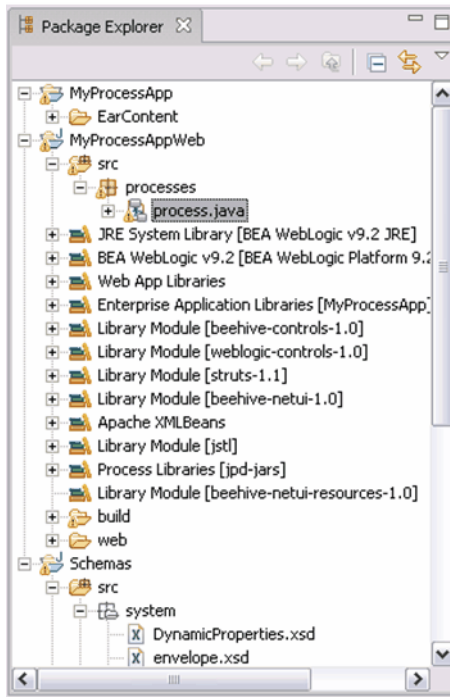 Package Explorer
MyProcessApp
EarContent
MyProcessAppWeb
src
processes
process.java
JRE System Library [BEA WebLogic v9.2 JRE]
BEA WebLogic v9.2 [BEA WebLogic Platform 9.2
Web App Libraries
Enterprise Application Libraries [MyProcessApp]
Library Module [beehive-controls-1.0]
Library Module [weblogic-controls-1.0]
Library Module [struts-1.1]
Library Module [beehive-netui-1.0]
Apache XMLBeans
Library Module [jstl]
Process Libraries [jpd-jars]
Library Module [beehive-netui-resources-1.0]
build
web
Schemas
src
system
DynamicProperties.xsd
envelope.xsd